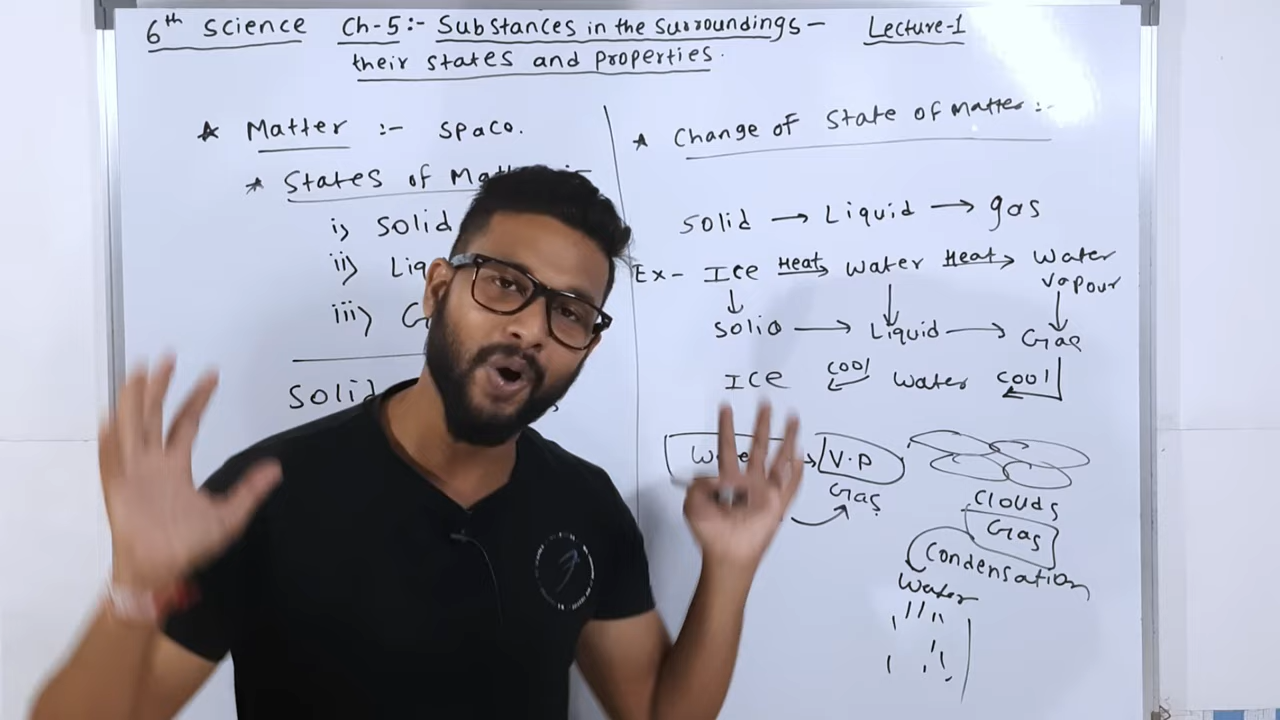 6th Science Ch-5:- Substances in the surroundings - Lecture-1
their states and properties.
* Matter :- Space.
* States of
i) Solid
ii)
iii)
Solid
* Change of State of Matter :-
Solid → Liquid → gas
Ex- Ice Heat→ Water Heat→ Water vapour
Solid → Liquid → Gas
Ice cool← Water cool←
V.P
Gas
Clouds
Gas
Condensation
Water